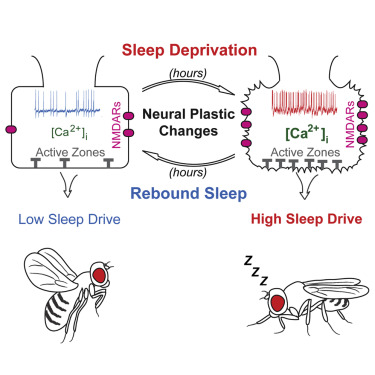 Sleep Deprivation
(hours)
[Ca2+]i
NMDARs
Active Zones
Neural Plastic
Changes
[Ca2+]i
NMDARs
Active Zones
(hours)
Rebound Sleep
Low Sleep Drive
High Sleep Drive
z
z
z